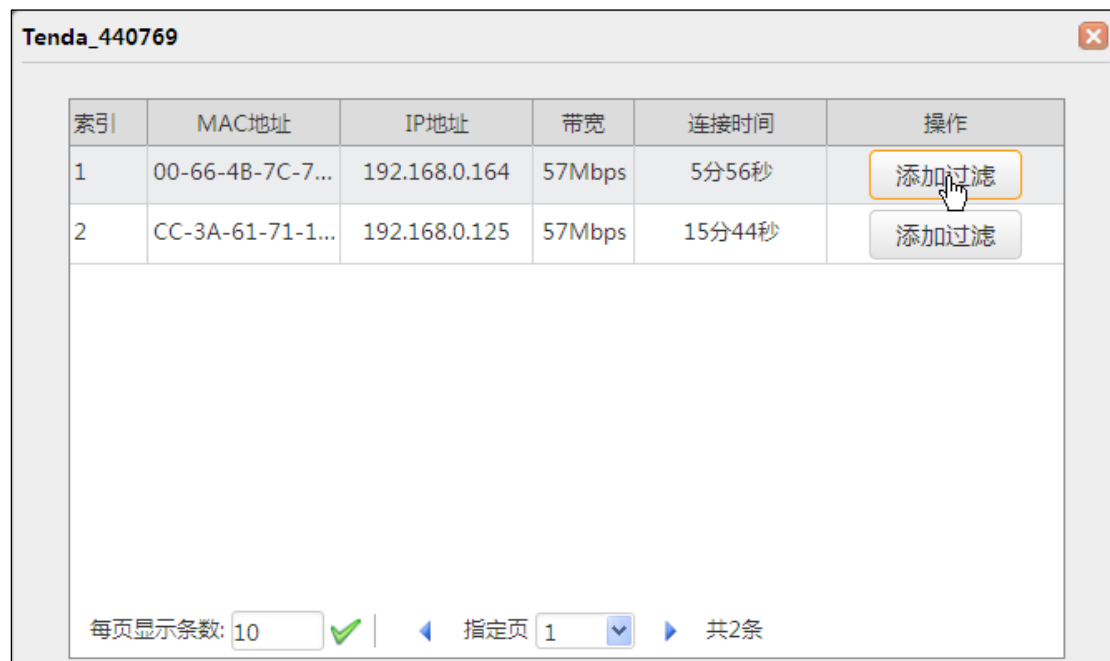 Tenda_440769
索引 MAC地址 IP地址 带宽 连接时间 操作
1 00-66-4B-7C-7... 192.168.0.164 57Mbps 5分56秒 添加过滤
2 CC-3A-61-71-1... 192.168.0.125 57Mbps 15分44秒 添加过滤
每页显示条数: 10 指定页 1 共2条